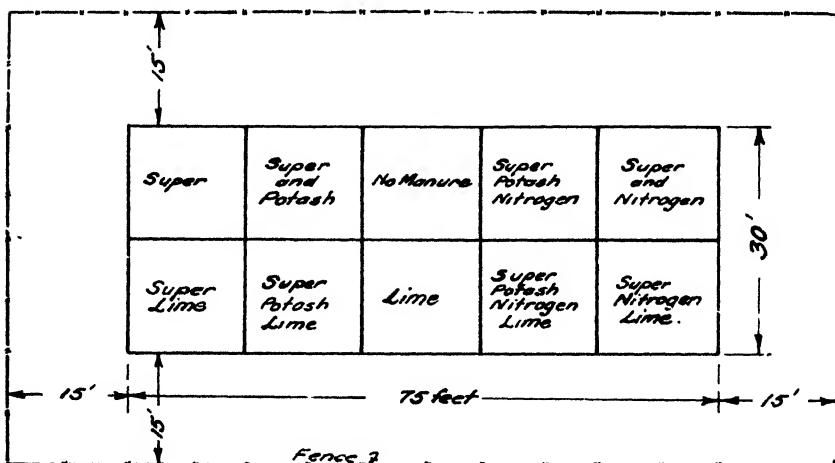 15'
Super
Super
and
Potash
No Manure
Super
Potash
Nitrogen
Super
and
Nitrogen
30'
Super
Lime
Super
Potash
Lime
Lime
Super
Potash
Nitrogen
Lime
Super
Nitrogen
Lime.
15'
75 feet
15'
15'
Fence